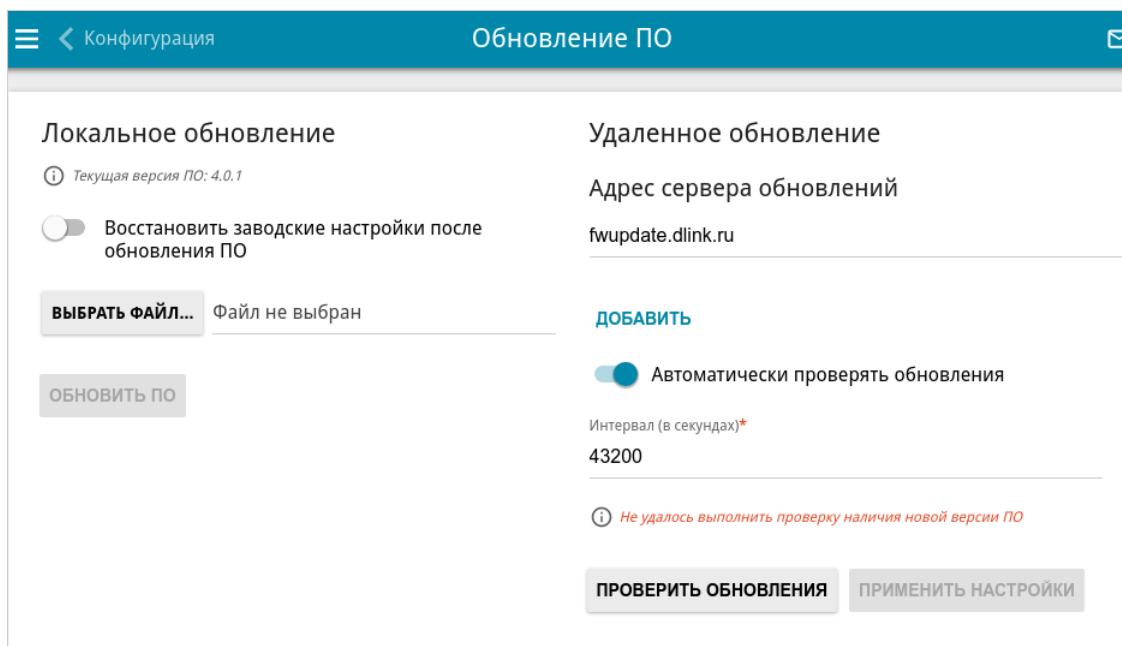 Конфигурация
Обновление ПО
Локальное обновление
Текущая версия ПО: 4.0.1
Восстановить заводские настройки после
обновления ПО
ВЫБРАТЬ ФАЙЛ... Файл не выбран
ОБНОВИТЬ ПО
Удаленное обновление
Адрес сервера обновлений
fwupdate.dlink.ru
ДОБАВИТЬ
Автоматически проверять обновления
Интервал (в секундах)*
43200
Не удалось выполнить проверку наличия новой версии ПО
ПРОВЕРИТЬ ОБНОВЛЕНИЯ ПРИМЕНИТЬ НАСТРОЙКИ